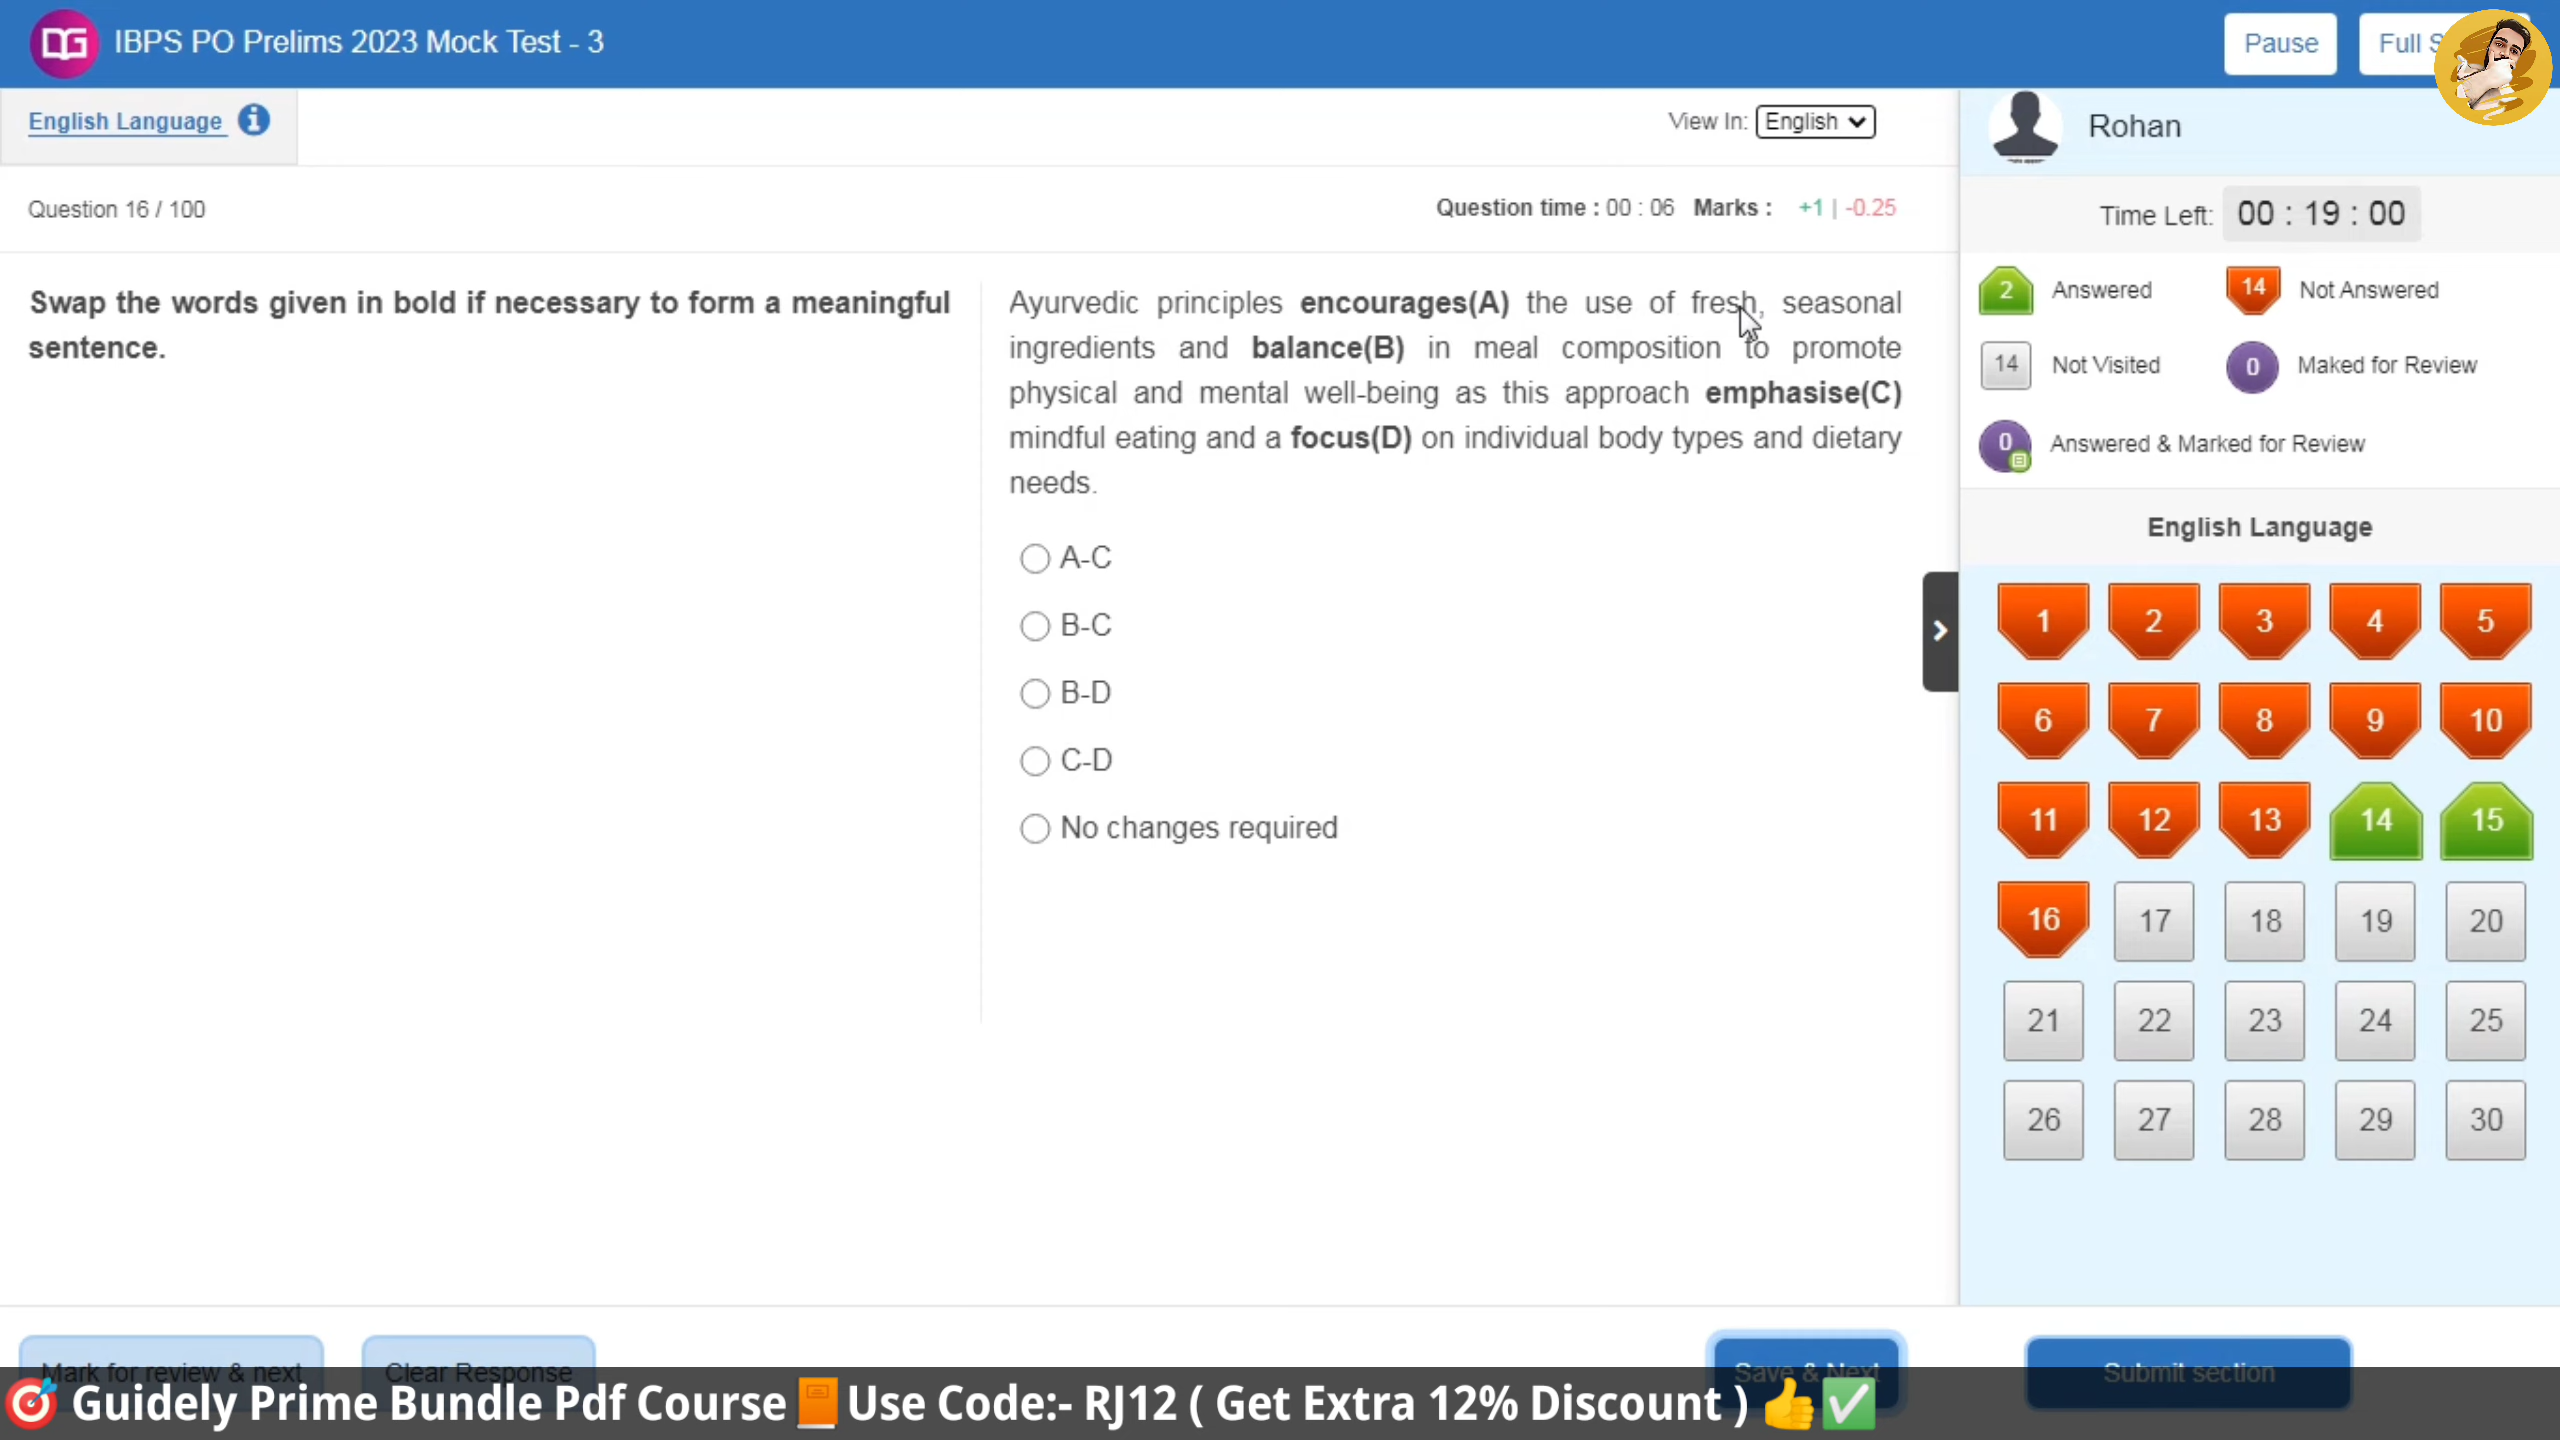 DG IBPS PO Prelims 2023 Mock Test - 3
Pause
Full S
English Language
View In: English
Rohan
Question 16 / 100
Question time : 00 : 06 Marks : +1 | -0.25
Time Left: 00 : 19 : 00
2 Answered
14 Not Answered
14 Not Visited
0 Maked for Review
0 Answered & Marked for Review
Swap the words given in bold if necessary to form a meaningful
sentence.
Ayurvedic principles encourages(A) the use of fresh, seasonal
ingredients and balance(B) in meal composition to promote
physical and mental well-being as this approach emphasise(C)
mindful eating and a focus(D) on individual body types and dietary
needs.
A-C
B-C
B-D
C-D
No changes required
English Language
1 2 3 4 5
6 7 8 9 10
11 12 13 14 15
16 17 18 19 20
21 22 23 24 25
26 27 28 29 30
Mark for review & next
Clear Response
Save & Next
Submit section
Guidely Prime Bundle Pdf Course Use Code:- RJ12 ( Get Extra 12% Discount )